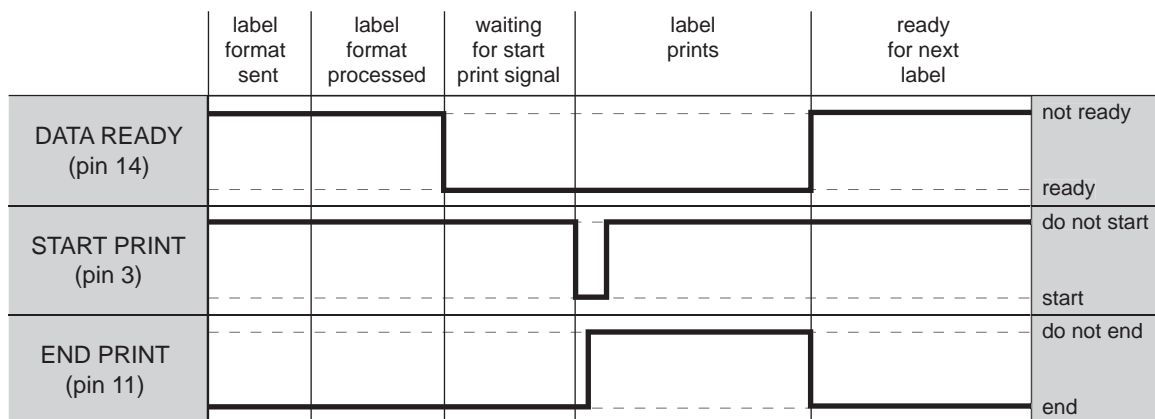 label
format
sent
label
format
processed
waiting
for start
print signal
label
prints
ready
for next
label
DATA READY
(pin 14)
not ready
ready
START PRINT
(pin 3)
do not start
start
END PRINT
(pin 11)
do not end
end